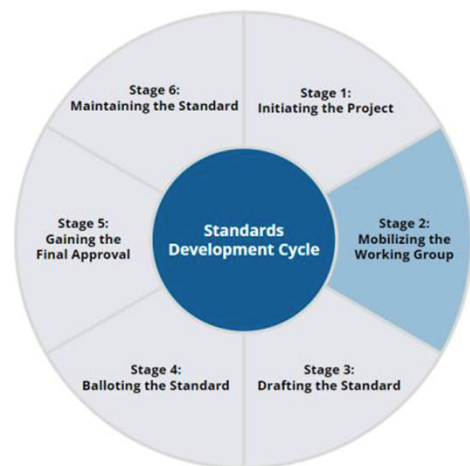 Stage 1:
Initiating the Project
Stage 2:
Mobilizing the
Working Group
Stage 3:
Drafting the Standard
Stage 4:
Balloting the Standard
Stage 5:
Gaining the
Final Approval
Stage 6:
Maintaining the Standard
Standards
Development Cycle